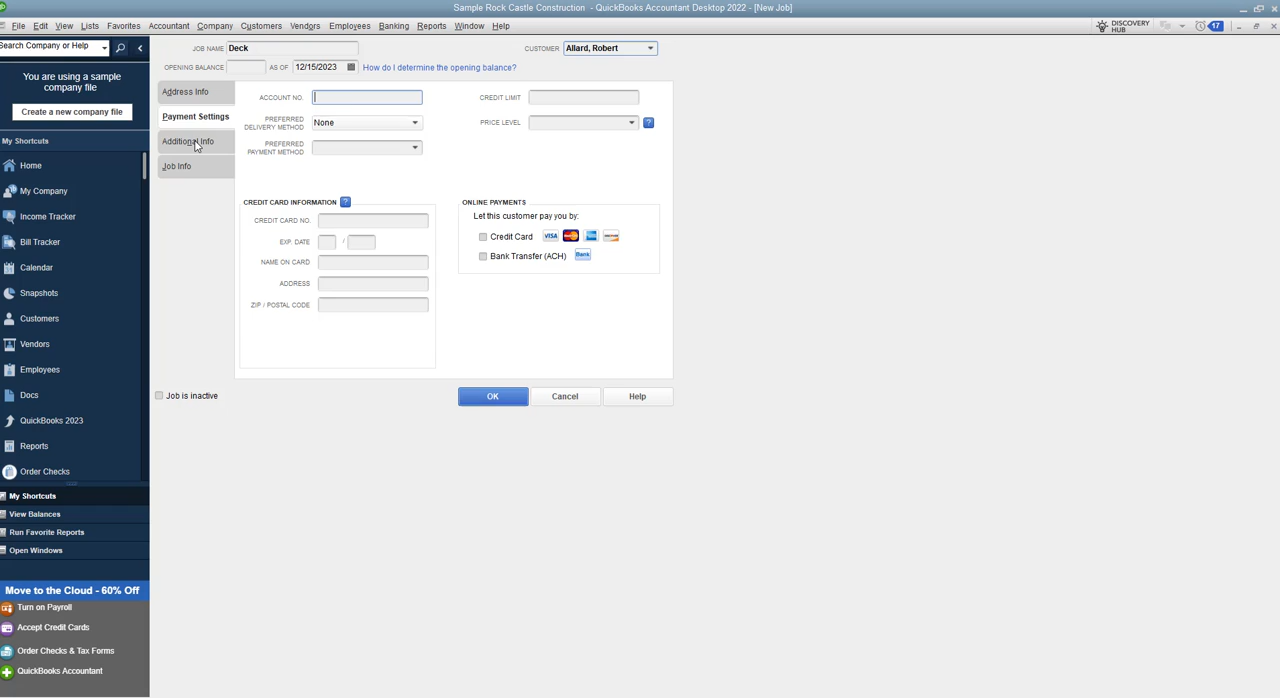 Sample Rock Castle Construction - QuickBooks Accountant Desktop 2022 - [New Job]
File Edit View Lists Favorites Accountant Company Customers Vendors Employees Banking Reports Window Help
DISCOVERY HUB
17
Search Company or Help
You are using a sample
company file
Create a new company file
My Shortcuts
Home
My Company
Income Tracker
Bill Tracker
Calendar
Snapshots
Customers
Vendors
Employees
Docs
QuickBooks 2023
Reports
Order Checks
My Shortcuts
View Balances
Run Favorite Reports
Open Windows
Move to the Cloud - 60% Off
Turn on Payroll
Accept Credit Cards
Order Checks & Tax Forms
QuickBooks Accountant
JOB NAME Deck
CUSTOMER Allard, Robert
OPENING BALANCE AS OF 12/15/2023 How do I determine the opening balance?
Address Info
Payment Settings
Additional Info
Job Info
ACCOUNT NO.
PREFERRED
DELIVERY METHOD None
PREFERRED
PAYMENT METHOD
CREDIT LIMIT
PRICE LEVEL ?
CREDIT CARD INFORMATION ?
CREDIT CARD NO.
EXP. DATE /
NAME ON CARD
ADDRESS
ZIP / POSTAL CODE
ONLINE PAYMENTS
Let this customer pay you by:
Credit Card VISA
Bank Transfer (ACH) Bank
Job is inactive
OK Cancel Help